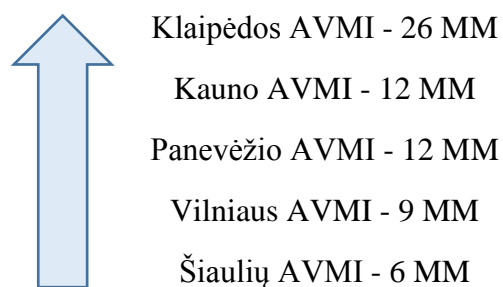 Klaipėdos AVMI - 26 MM
Kauno AVMI - 12 MM
Panevėžio AVMI - 12 MM
Vilniaus AVMI - 9 MM
Šiaulių AVMI - 6 MM